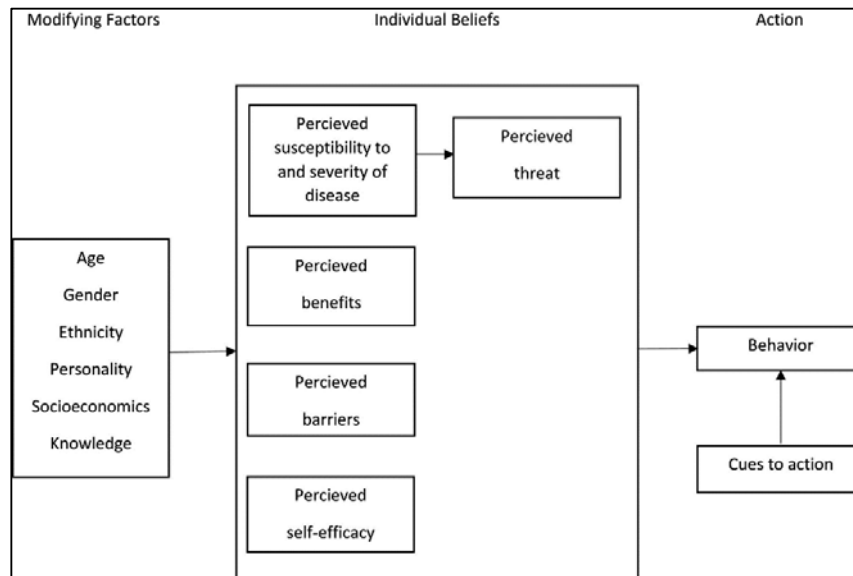 Modifying Factors
Individual Beliefs
Action
Percieved
susceptibility to
and severity of
disease
Percieved
threat
Age
Gender
Ethnicity
Personality
Socioeconomics
Knowledge
Percieved
benefits
Percieved
barriers
Percieved
self-efficacy
Behavior
Cues to action